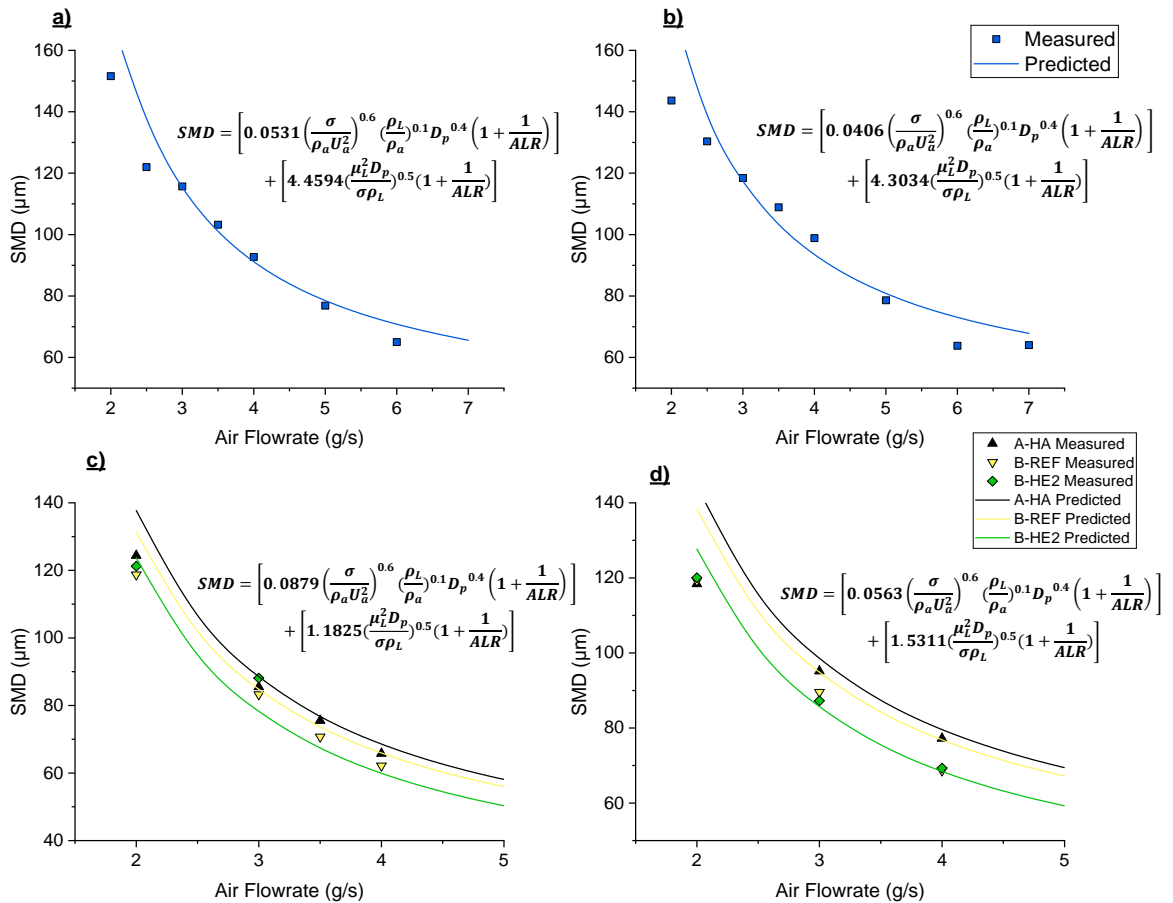 a)
160
140
120
100
80
60
SMD (µm)
2 3 4 5 6 7
Air Flowrate (g/s)
SMD = [0.0531 (σ/ρₐUₐ²)^0.6 (ρL/ρₐ)^0.1 Dₚ^0.4 (1 + 1/ALR)]
+ [4.4594(μL²Dₚ/σρL)^0.5 (1 + 1/ALR)]
b)
160
140
120
100
80
60
SMD (µm)
2 3 4 5 6 7
Air Flowrate (g/s)
Measured
Predicted
SMD = [0.0406 (σ/ρₐUₐ²)^0.6 (ρL/ρₐ)^0.1 Dₚ^0.4 (1 + 1/ALR)]
+ [4.3034(μL²Dₚ/σρL)^0.5 (1 + 1/ALR)]
c)
140
120
100
80
60
40
SMD (µm)
2 3 4 5
Air Flowrate (g/s)
SMD = [0.0879 (σ/ρₐUₐ²)^0.6 (ρL/ρₐ)^0.1 Dₚ^0.4 (1 + 1/ALR)]
+ [1.1825(μL²Dₚ/σρL)^0.5 (1 + 1/ALR)]
d)
A-HA Measured
B-REF Measured
B-HE2 Measured
A-HA Predicted
B-REF Predicted
B-HE2 Predicted
140
120
100
80
60
SMD (µm)
2 3 4 5
Air Flowrate (g/s)
SMD = [0.0563 (σ/ρₐUₐ²)^0.6 (ρL/ρₐ)^0.1 Dₚ^0.4 (1 + 1/ALR)]
+ [1.5311(μL²Dₚ/σρL)^0.5 (1 + 1/ALR)]